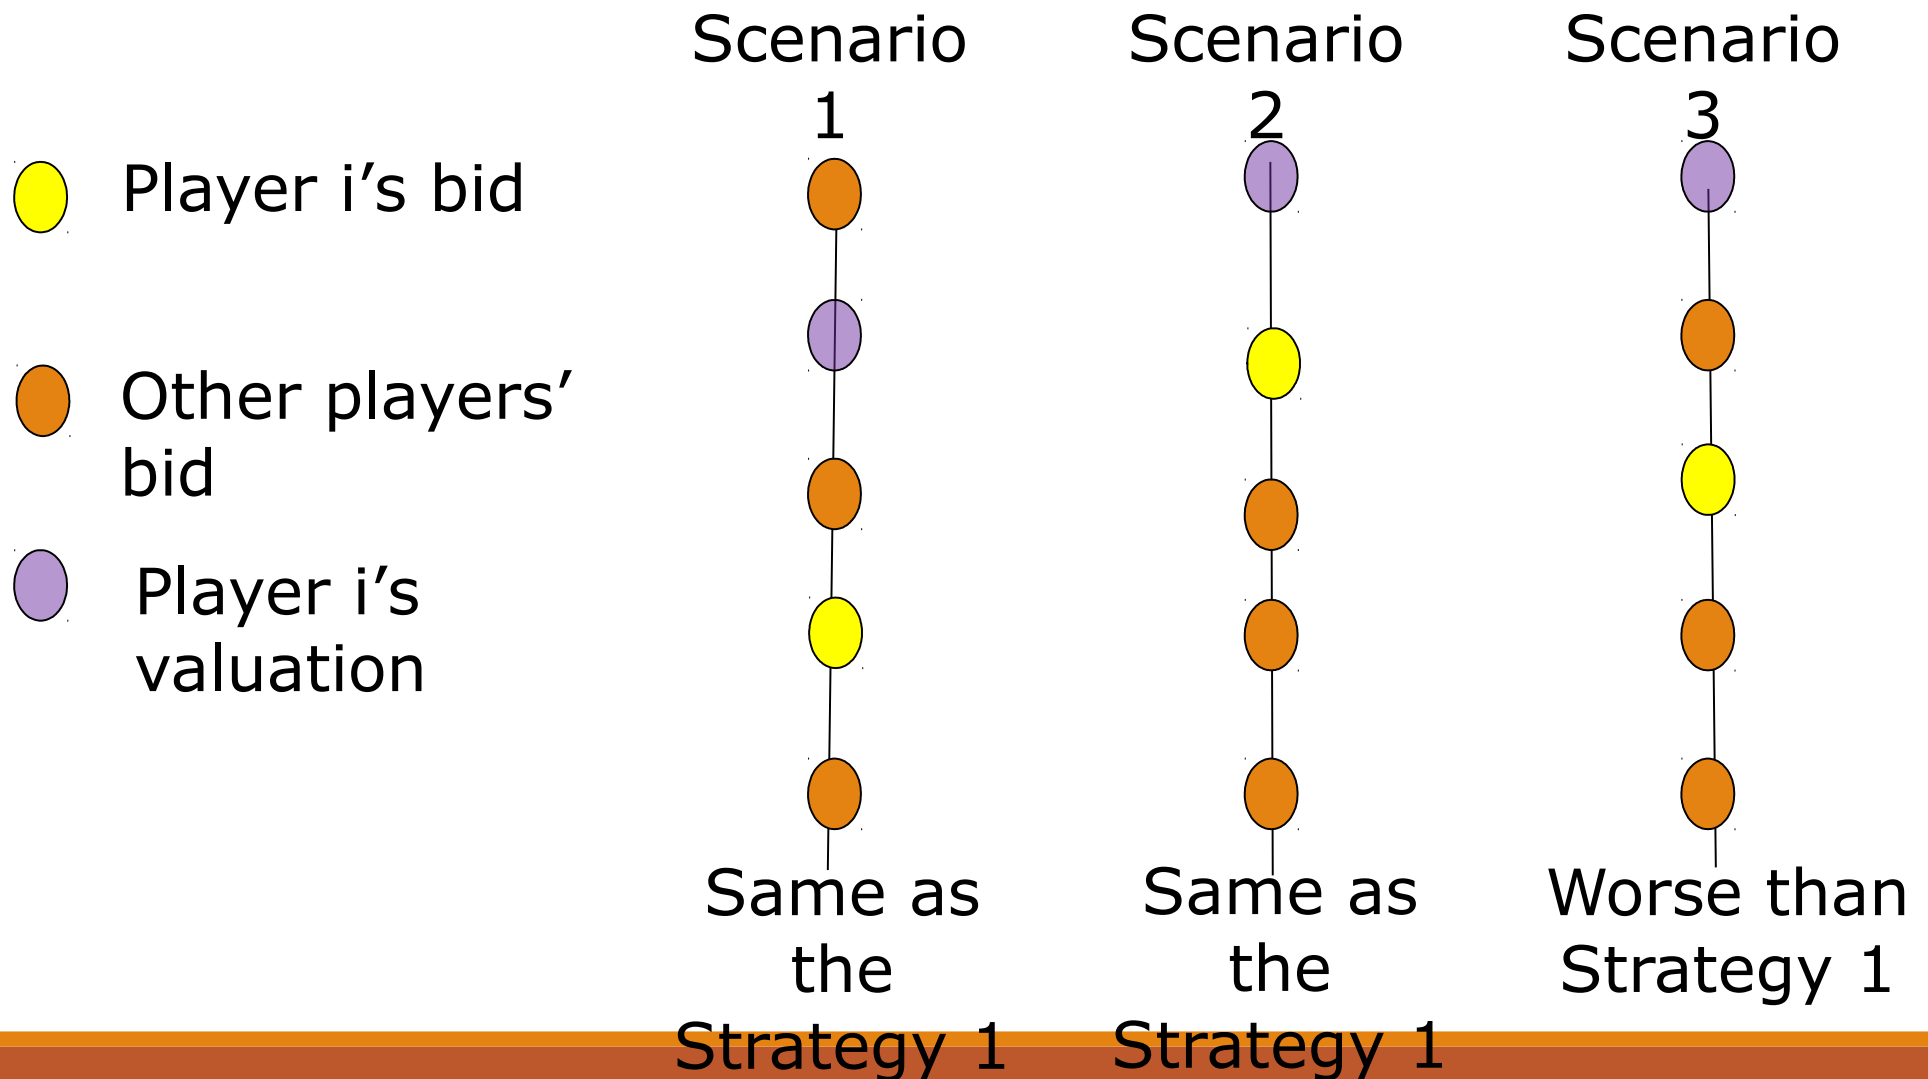 Scenario
1
Scenario
2
Scenario
3
Player i’s bid
Other players’
bid
Player i’s
valuation
Same as
the
Strategy 1
Same as
the
Strategy 1
Worse than
Strategy 1